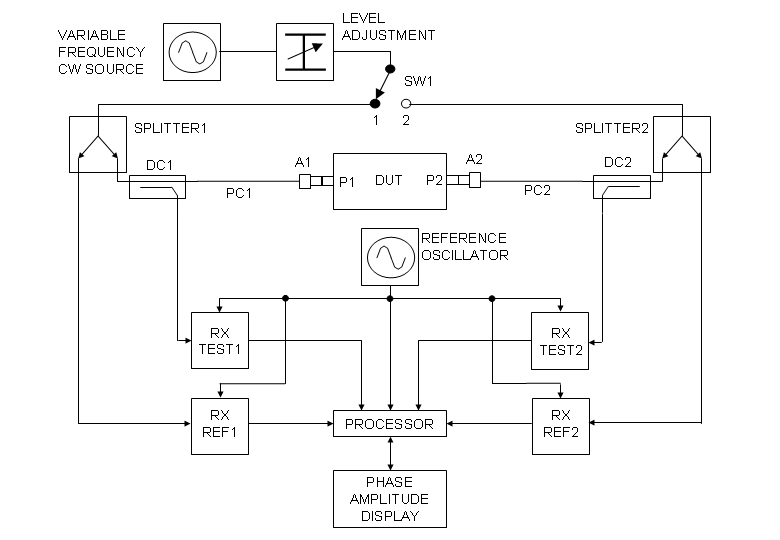 VARIABLE
FREQUENCY
CW SOURCE
LEVEL
ADJUSTMENT
SW1
1
2
SPLITTER1
SPLITTER2
DC1
A1
A2
DC2
PC1
P1
DUT
P2
PC2
REFERENCE
OSCILLATOR
RX
TEST1
RX
TEST2
RX
REF1
PROCESSOR
RX
REF2
PHASE
AMPLITUDE
DISPLAY